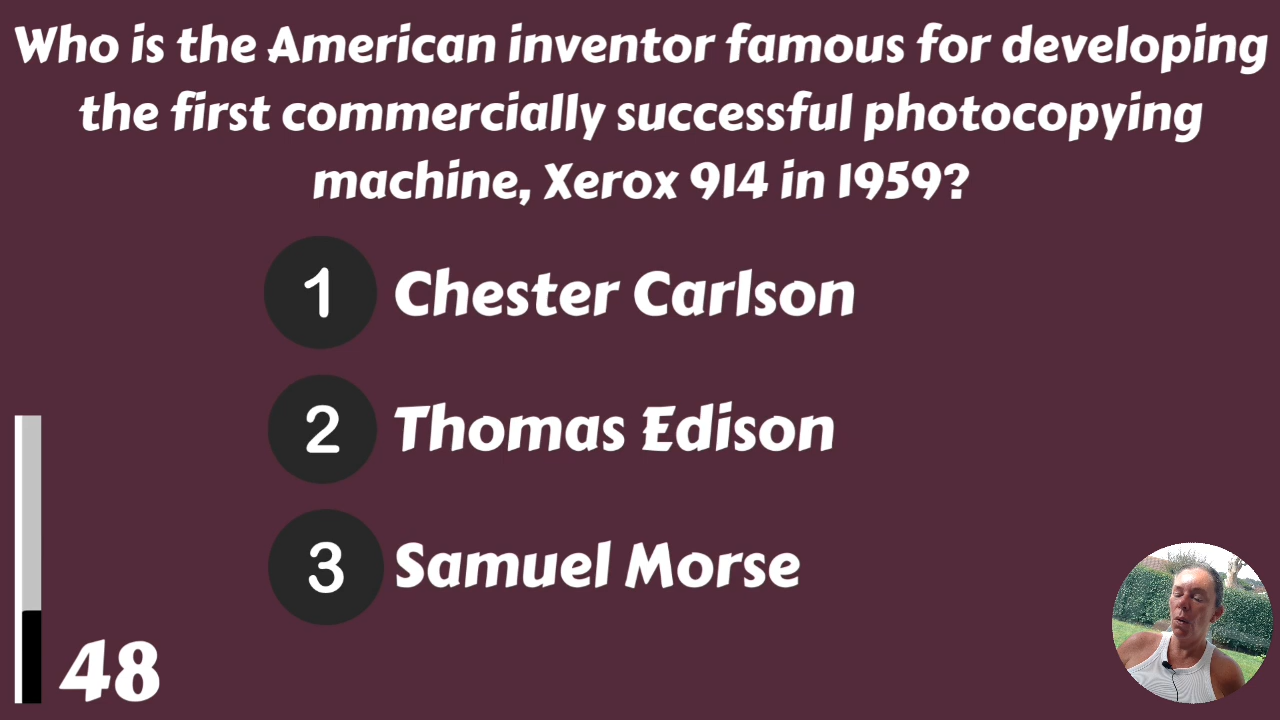 Who is the American inventor famous for developing
the first commercially successful photocopying
machine, Xerox 914 in 1959?
1 Chester Carlson
2 Thomas Edison
3 Samuel Morse
48